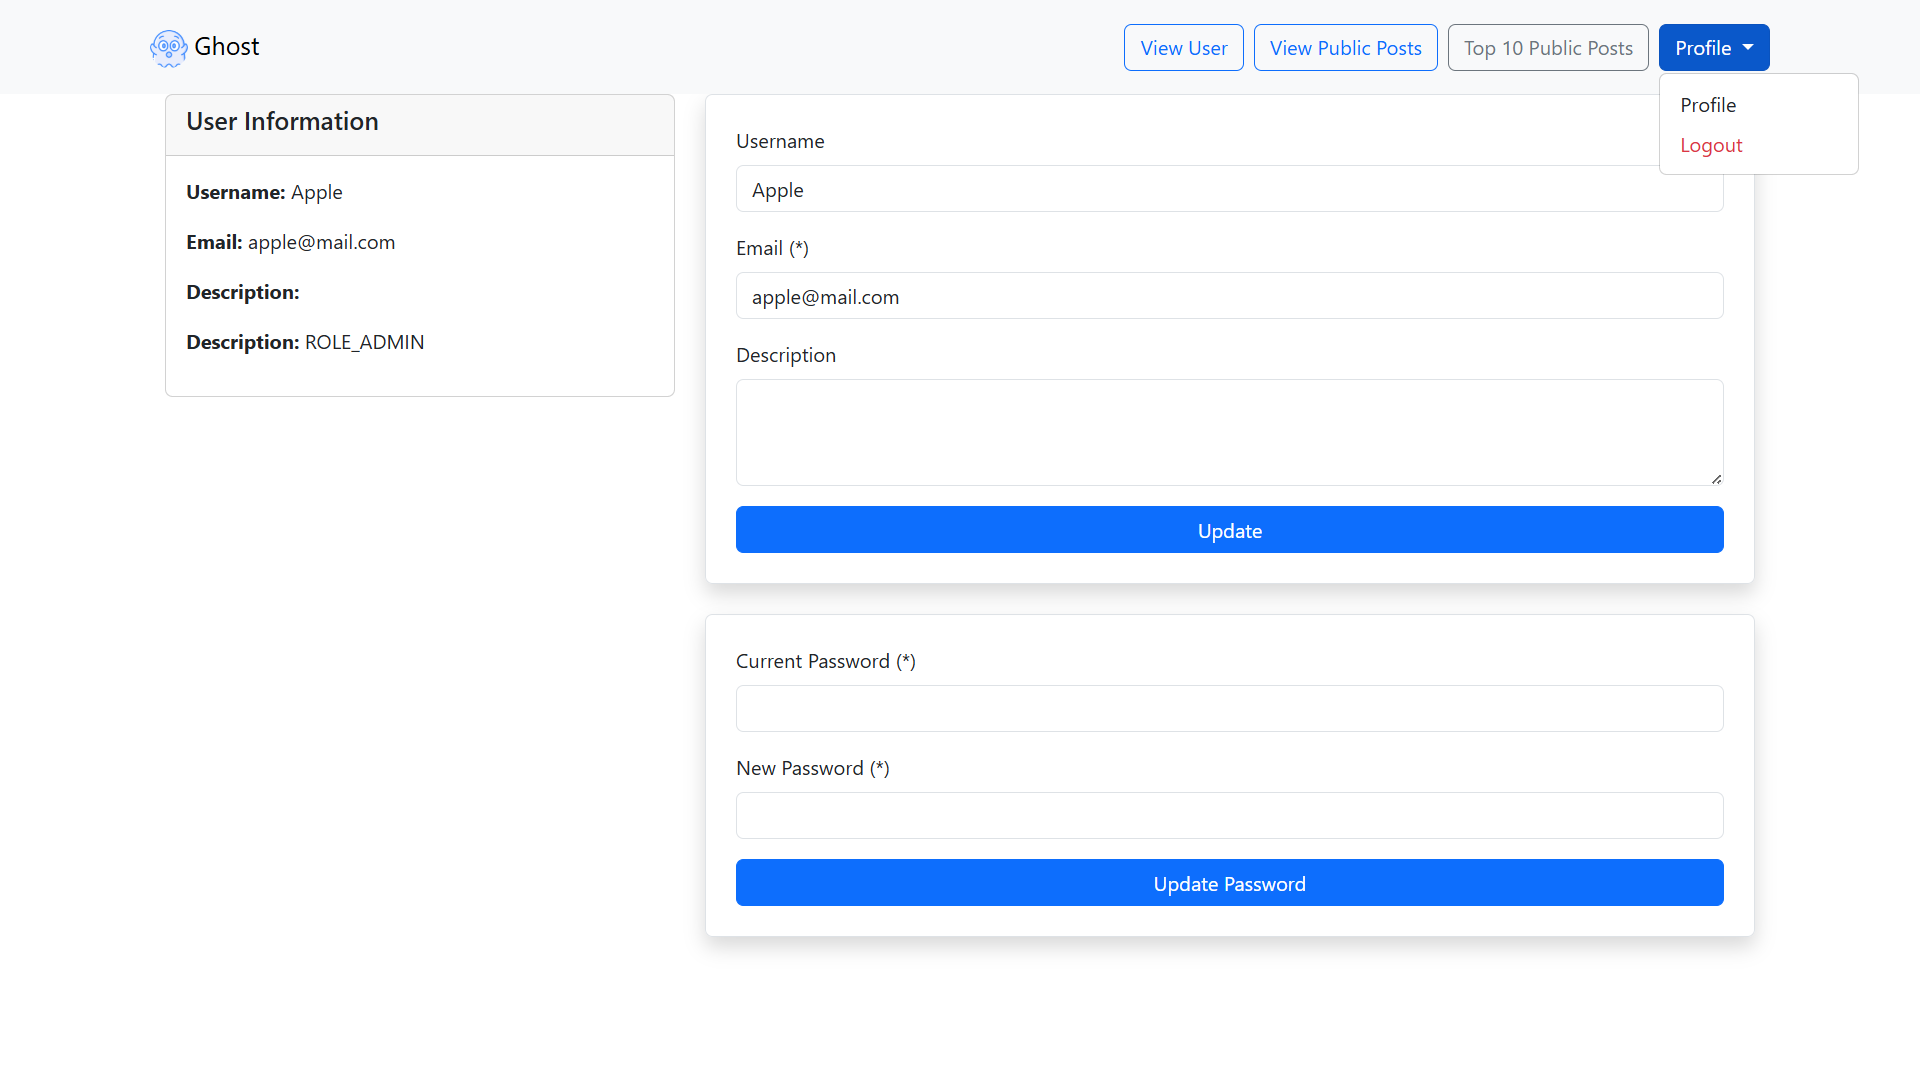 Ghost
View User
View Public Posts
Top 10 Public Posts
Profile
Profile
Logout
User Information
Username: Apple
Email: apple@mail.com
Description:
Description: ROLE_ADMIN
Username
Apple
Email (*)
apple@mail.com
Description
Update
Current Password (*)
New Password (*)
Update Password